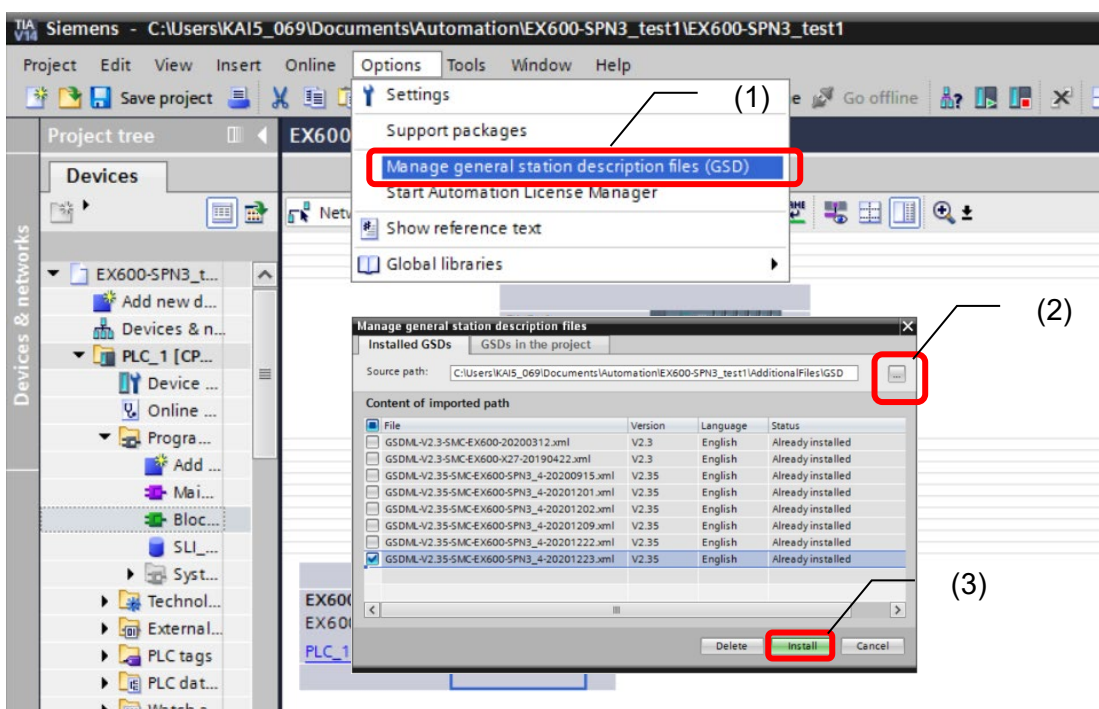 TIA V14 Siemens - C:\Users\KAI5_069\Documents\Automation\EX600-SPN3_test1\EX600-SPN3_test1
Project Edit View Insert Online Options Tools Window Help
Save project
Go offline
Settings
(1)
Support packages
Manage general station description files (GSD)
Start Automation License Manager
Show reference text
Global libraries
Project tree
EX600
Devices
Netw
Devices & networks
EX600-SPN3_t...
Add new d...
Devices & n...
PLC_1 [CP...
Device ...
Online ...
Progra...
Add ...
Mai...
Bloc...
SLI_...
Syst...
Technol...
External...
PLC tags
PLC dat...
(2)
Manage general station description files
Installed GSDs GSDs in the project
Source path: C:\Users\KAI5_069\Documents\Automation\EX600-SPN3_test1\AdditionalFiles\GSD ...
Content of imported path
File Version Language Status
GSDML-V2.3-SMC-EX600-20200312.xml V2.3 English Already installed
GSDML-V2.3-SMC-EX600-X27-20190422.xml V2.3 English Already installed
GSDML-V2.35-SMC-EX600-SPN3_4-20200915.xml V2.35 English Already installed
GSDML-V2.35-SMC-EX600-SPN3_4-20201201.xml V2.35 English Already installed
GSDML-V2.35-SMC-EX600-SPN3_4-20201202.xml V2.35 English Already installed
GSDML-V2.35-SMC-EX600-SPN3_4-20201209.xml V2.35 English Already installed
GSDML-V2.35-SMC-EX600-SPN3_4-20201222.xml V2.35 English Already installed
GSDML-V2.35-SMC-EX600-SPN3_4-20201223.xml V2.35 English Already installed
(3)
Delete Install Cancel
EX600
EX600
PLC_1